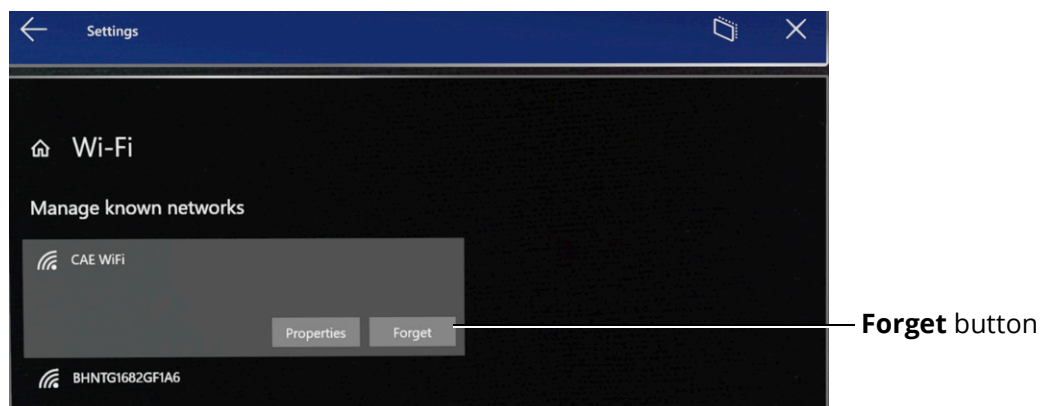 Settings
Wi-Fi
Manage known networks
CAE WiFi
Properties Forget
Forget button
BHNTG1682GF1A6